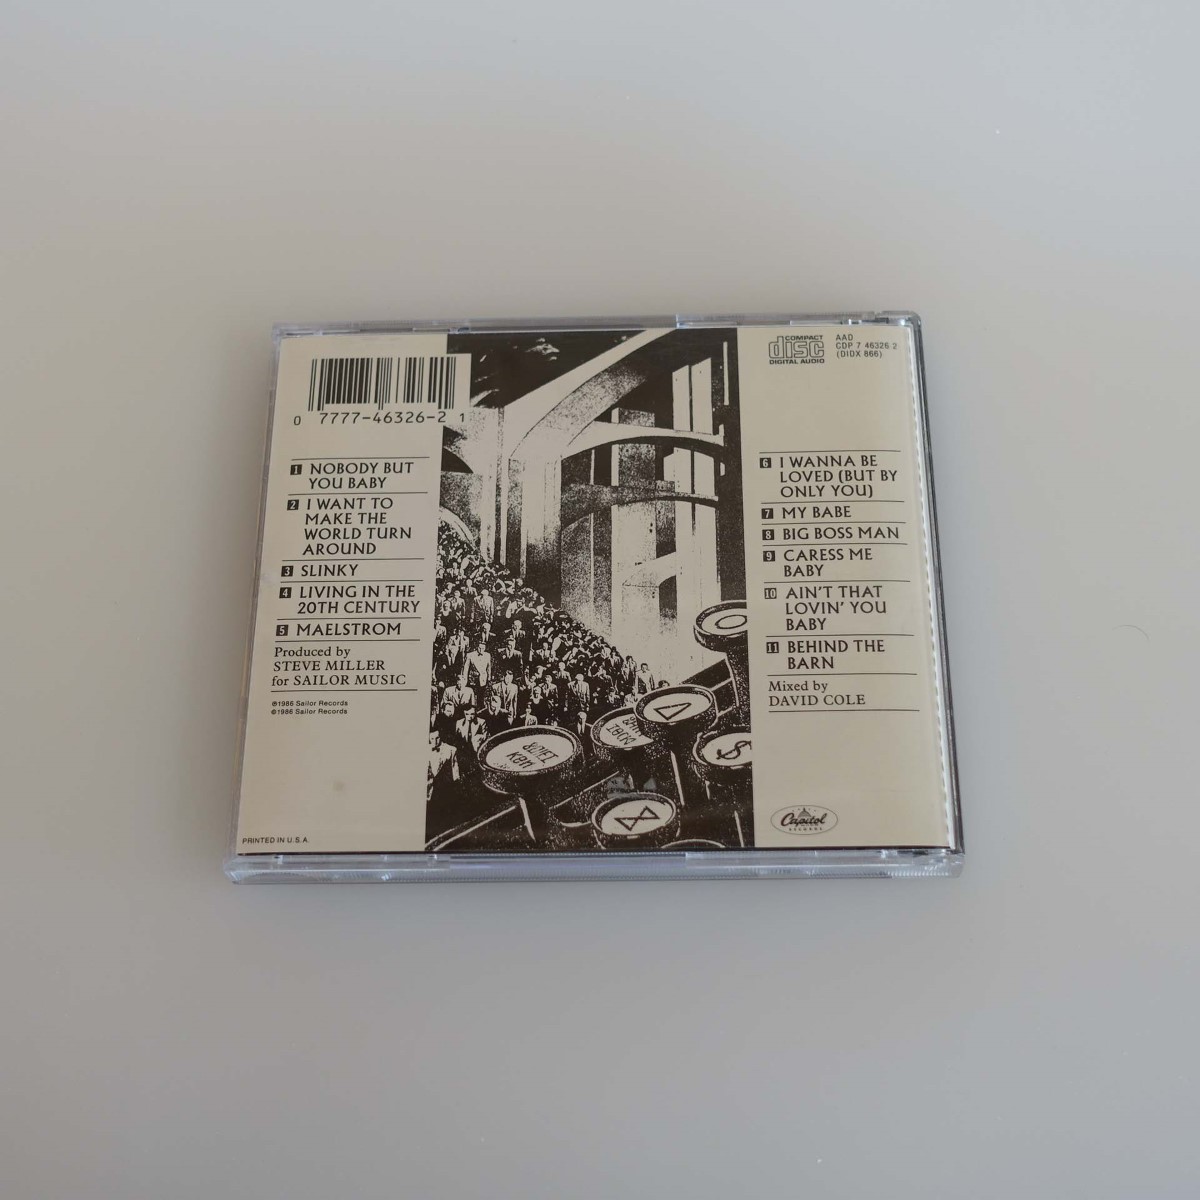 0 7777-46326-2 1
1 NOBODY BUT
YOU BABY
2 I WANT TO
MAKE THE
WORLD TURN
AROUND
3 SLINKY
4 LIVING IN THE
20TH CENTURY
5 MAELSTROM
Produced by
STEVE MILLER
for SAILOR MUSIC
℗1986 Sailor Records
©1986 Sailor Records
PRINTED IN U.S.A.
COMPACT
disc
DIGITAL AUDIO
AAD
CDP 7 46326 2
(DIDX 866)
6 I WANNA BE
LOVED (BUT BY
ONLY YOU)
7 MY BABE
8 BIG BOSS MAN
9 CARESS ME
BABY
10 AIN'T THAT
LOVIN' YOU
BABY
11 BEHIND THE
BARN
Mixed by
DAVID COLE
$
Capitol
RECORDS